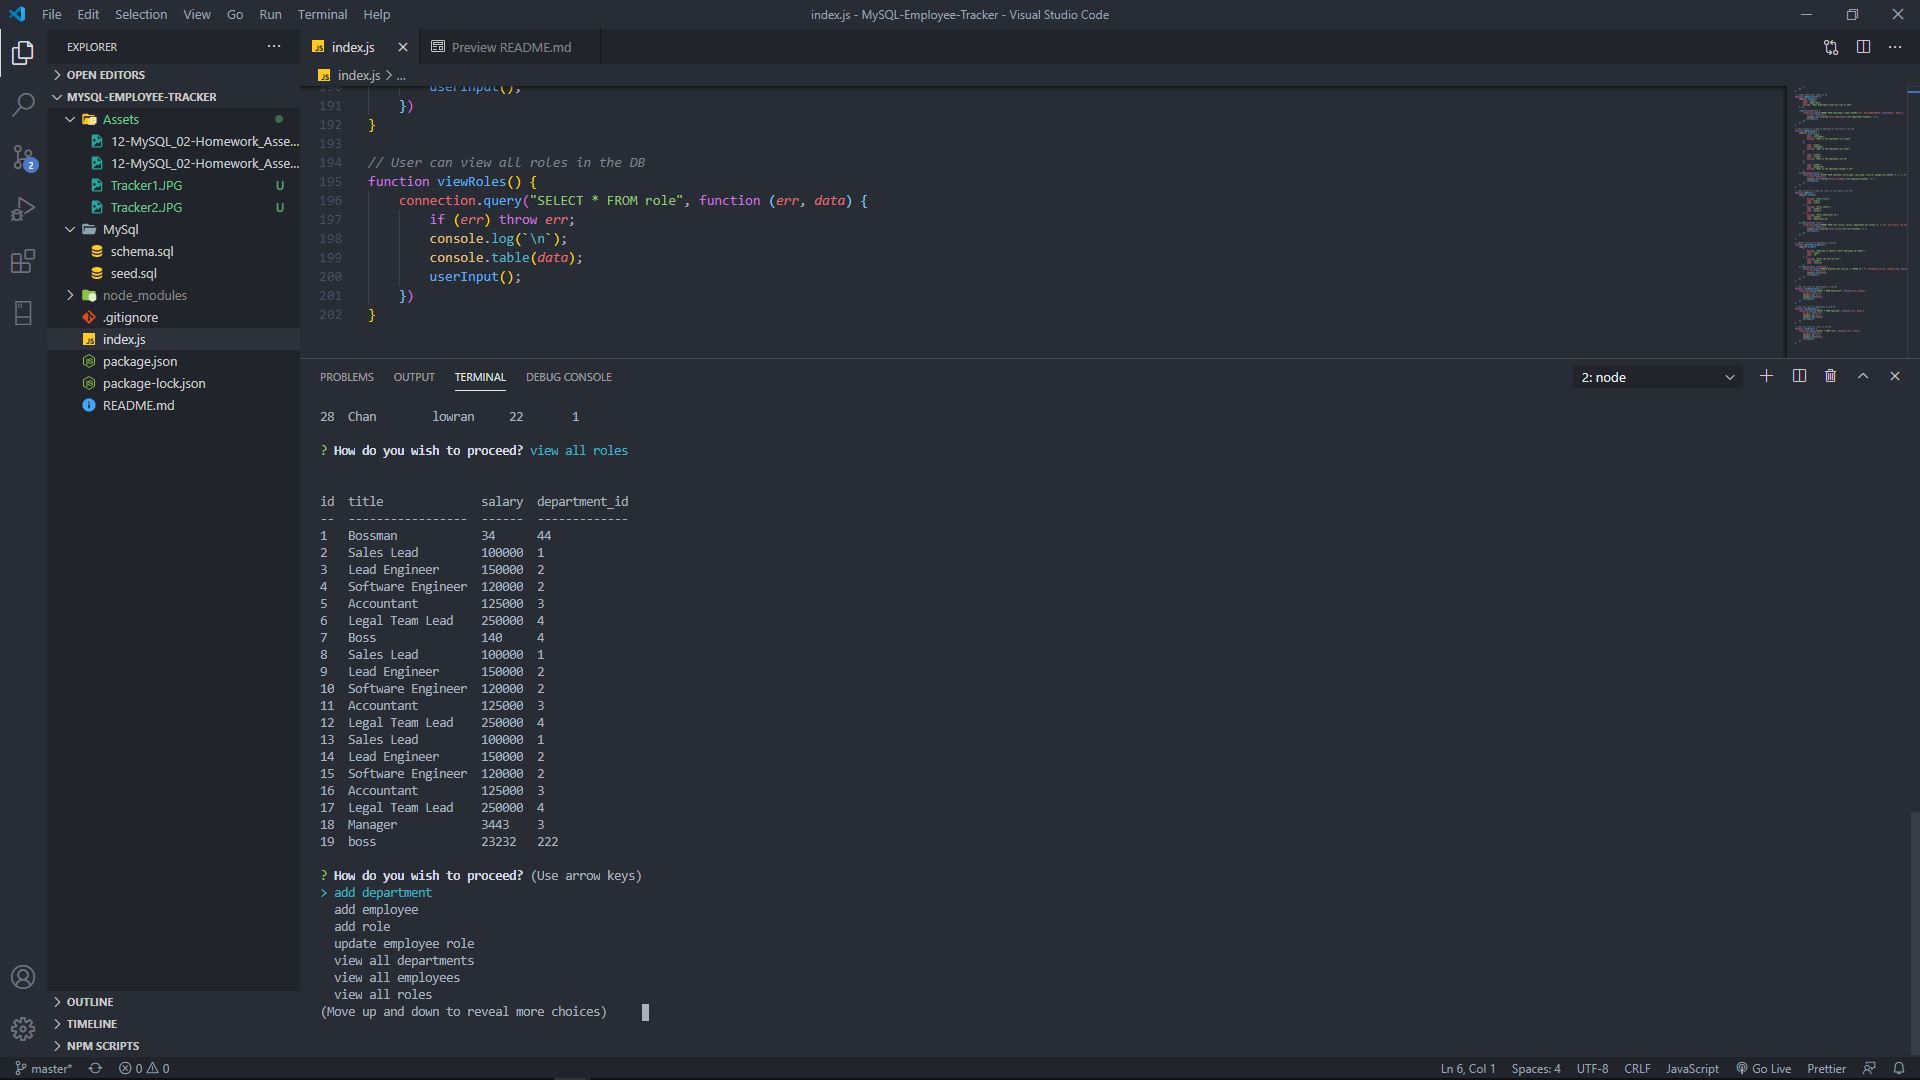 File Edit Selection View Go Run Terminal Help
index.js - MySQL-Employee-Tracker - Visual Studio Code
EXPLORER
OPEN EDITORS
MYSQL-EMPLOYEE-TRACKER
Assets
12-MySQL_02-Homework_Asse...
12-MySQL_02-Homework_Asse...
Tracker1.JPG U
Tracker2.JPG U
MySql
schema.sql
seed.sql
node_modules
.gitignore
JS index.js
package.json
package-lock.json
README.md
OUTLINE
TIMELINE
NPM SCRIPTS
2
JS index.js
Preview README.md
JS index.js > ...
190 userInput();
191 })
192 }
193
194 // User can view all roles in the DB
195 function viewRoles() {
196 connection.query("SELECT * FROM role", function (err, data) {
197 if (err) throw err;
198 console.log(`\n`);
199 console.table(data);
200 userInput();
201 })
202 }
PROBLEMS OUTPUT TERMINAL DEBUG CONSOLE
2: node
28 Chan lowran 22 1
? How do you wish to proceed? view all roles
id title salary department_id
-- ----------------- ------ -------------
1 Bossman 34 44
2 Sales Lead 100000 1
3 Lead Engineer 150000 2
4 Software Engineer 120000 2
5 Accountant 125000 3
6 Legal Team Lead 250000 4
7 Boss 140 4
8 Sales Lead 100000 1
9 Lead Engineer 150000 2
10 Software Engineer 120000 2
11 Accountant 125000 3
12 Legal Team Lead 250000 4
13 Sales Lead 100000 1
14 Lead Engineer 150000 2
15 Software Engineer 120000 2
16 Accountant 125000 3
17 Legal Team Lead 250000 4
18 Manager 3443 3
19 boss 23232 222
? How do you wish to proceed? (Use arrow keys)
> add department
add employee
add role
update employee role
view all departments
view all employees
view all roles
(Move up and down to reveal more choices)
master* 0 0
Ln 6, Col 1 Spaces: 4 UTF-8 CRLF JavaScript Go Live Prettier